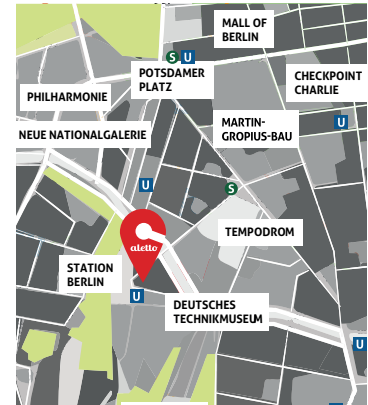 MALL OF
BERLIN
S U
POTSDAMER
PLATZ
CHECKPOINT
CHARLIE
PHILHARMONIE
MARTIN-
GROPIUS-BAU
U
NEUE NATIONALGALERIE
U
S
aletto
TEMPODROM
STATION
BERLIN
U
DEUTSCHES
TECHNIKMUSEUM
U